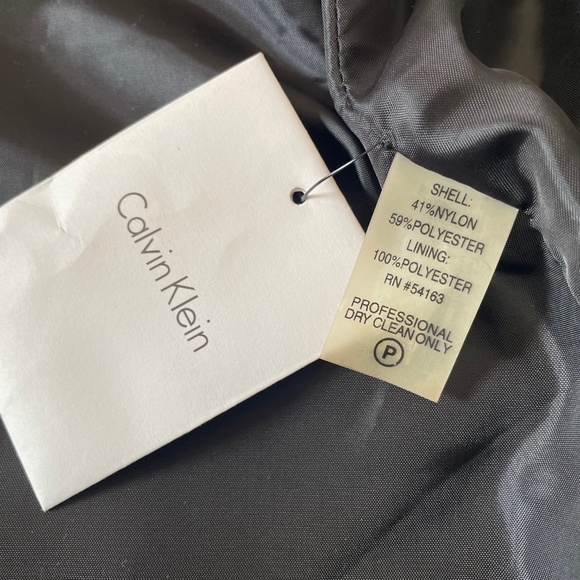 Calvin Klein
SHELL:
41%NYLON
59%POLYESTER
LINING:
100%POLYESTER
RN #54163
PROFESSIONAL
DRY CLEAN ONLY
P